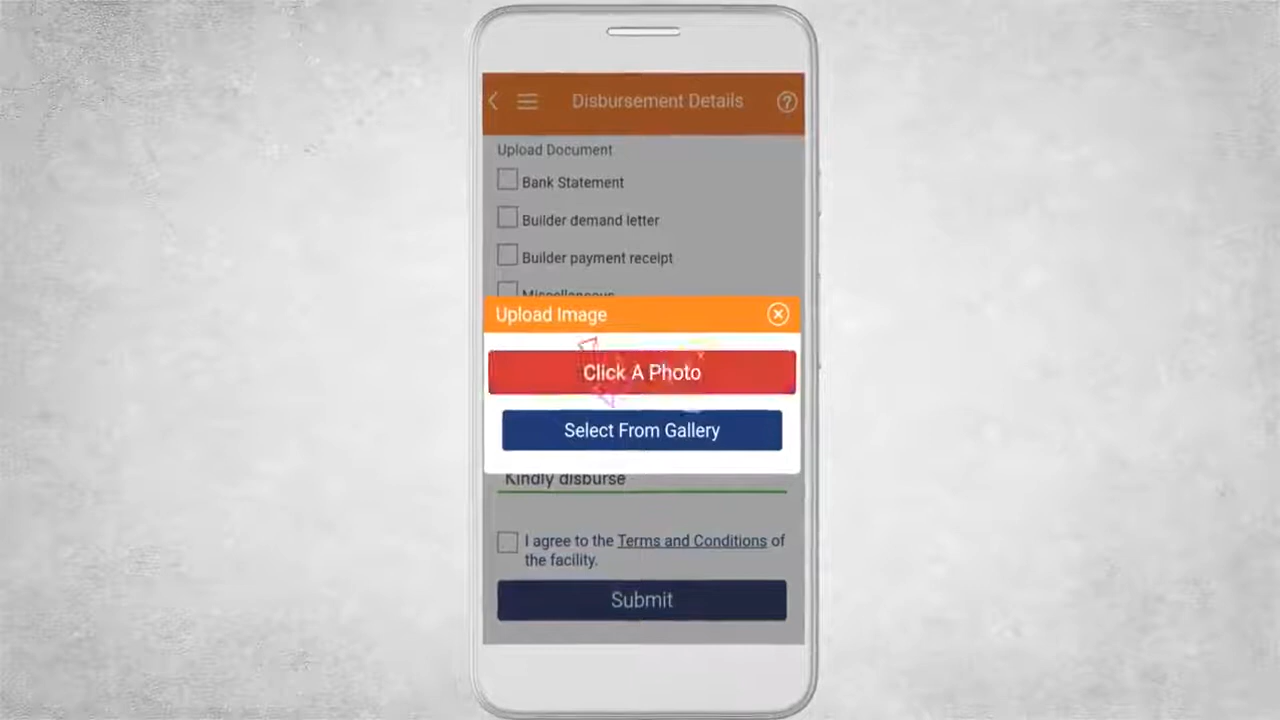 Disbursement Details
Upload Document
Bank Statement
Builder demand letter
Builder payment receipt
Miscellaneous
Upload Image
Click A Photo
Select From Gallery
Kindly disburse
I agree to the Terms and Conditions of
the facility.
Submit